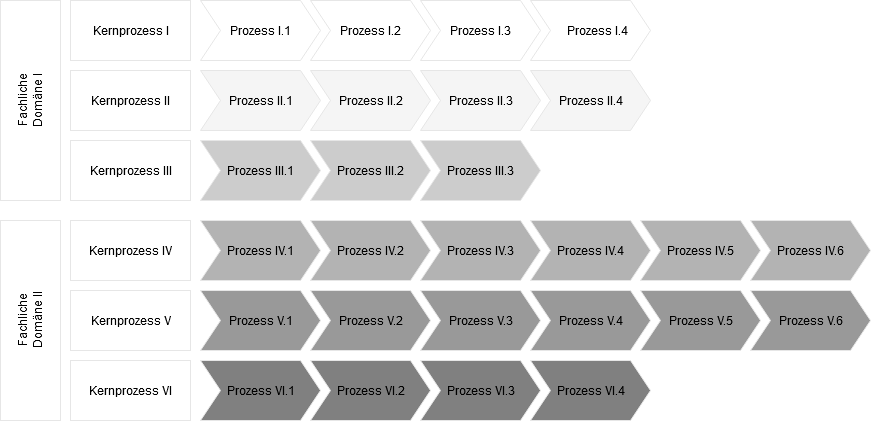 Fachliche
Domäne I
Kernprozess I
Prozess I.1
Prozess I.2
Prozess I.3
Prozess I.4
Kernprozess II
Prozess II.1
Prozess II.2
Prozess II.3
Prozess II.4
Kernprozess III
Prozess III.1
Prozess III.2
Prozess III.3
Fachliche
Domäne II
Kernprozess IV
Prozess IV.1
Prozess IV.2
Prozess IV.3
Prozess IV.4
Prozess IV.5
Prozess IV.6
Kernprozess V
Prozess V.1
Prozess V.2
Prozess V.3
Prozess V.4
Prozess V.5
Prozess V.6
Kernprozess VI
Prozess VI.1
Prozess VI.2
Prozess VI.3
Prozess VI.4